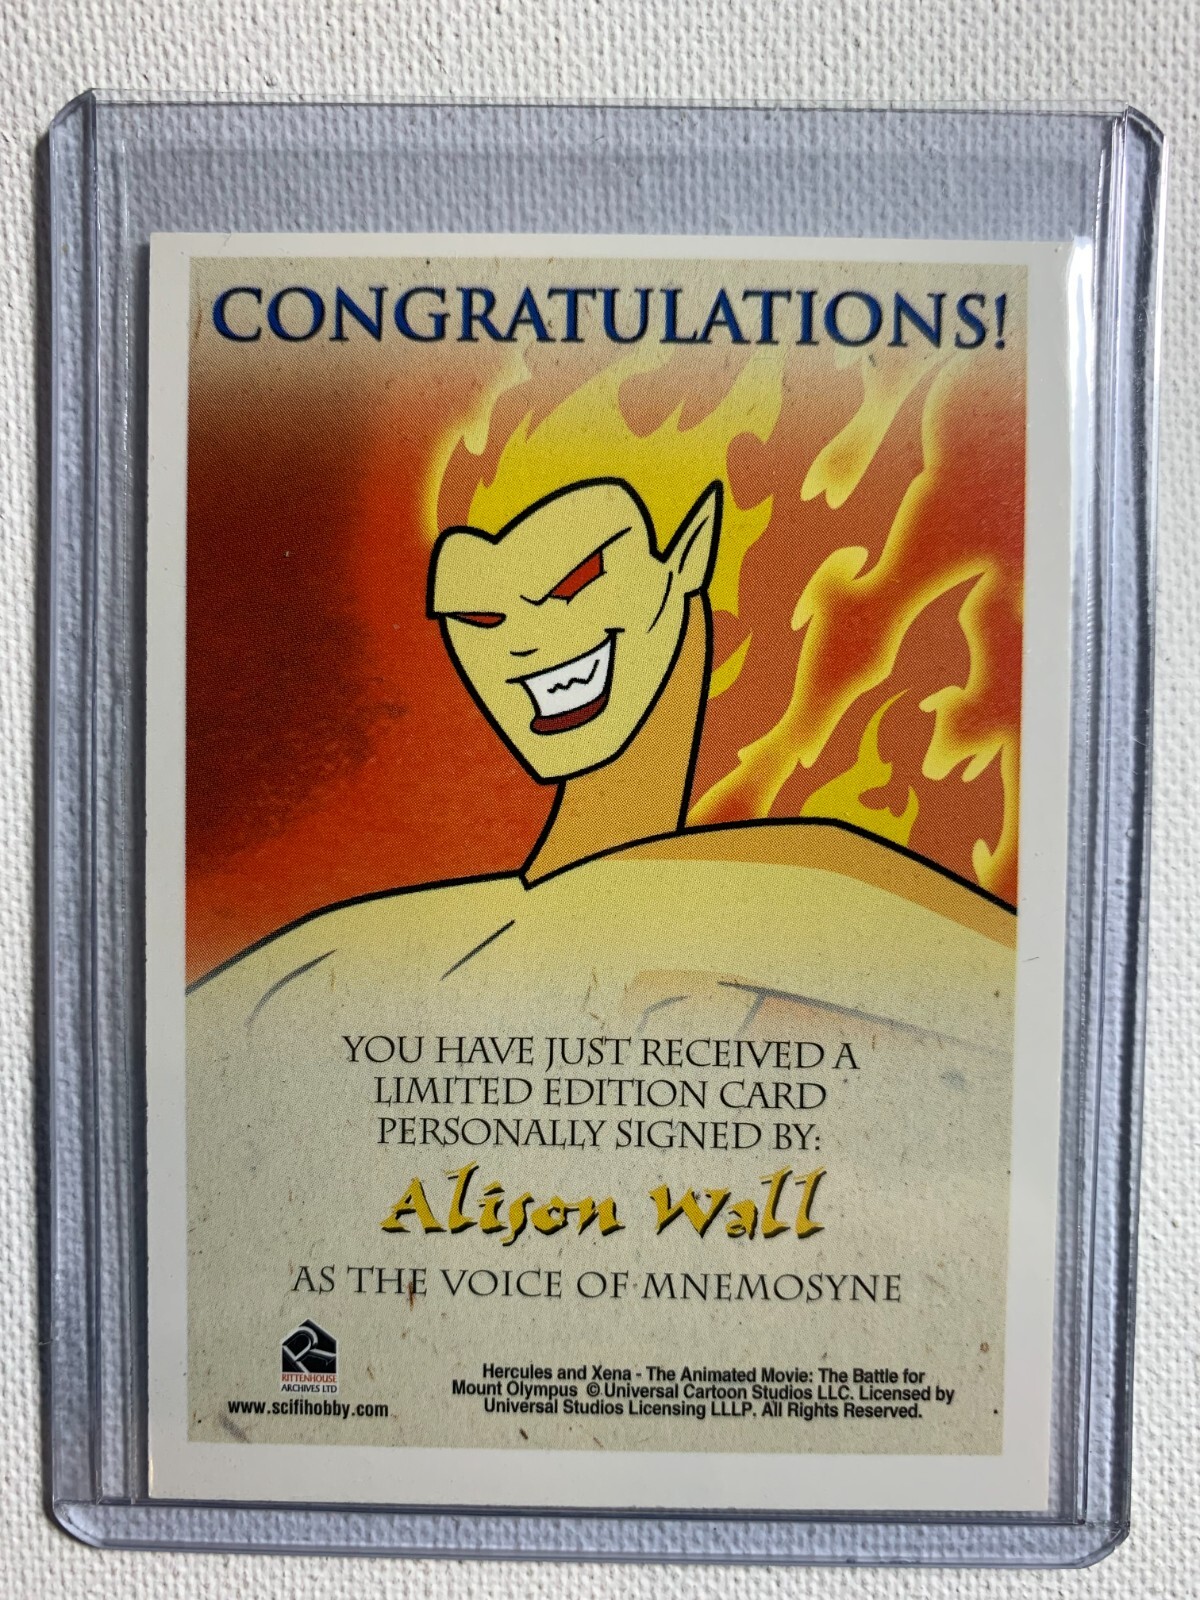 CONGRATULATIONS!
YOU HAVE JUST RECEIVED A
LIMITED EDITION CARD
PERSONALLY SIGNED BY:
Alison Wall
AS THE VOICE OF MNEMOSYNE
RITTENHOUSE
ARCHIVES LTD
www.scifihobby.com
Hercules and Xena - The Animated Movie: The Battle for
Mount Olympus © Universal Cartoon Studios LLC. Licensed by
Universal Studios Licensing LLLP. All Rights Reserved.